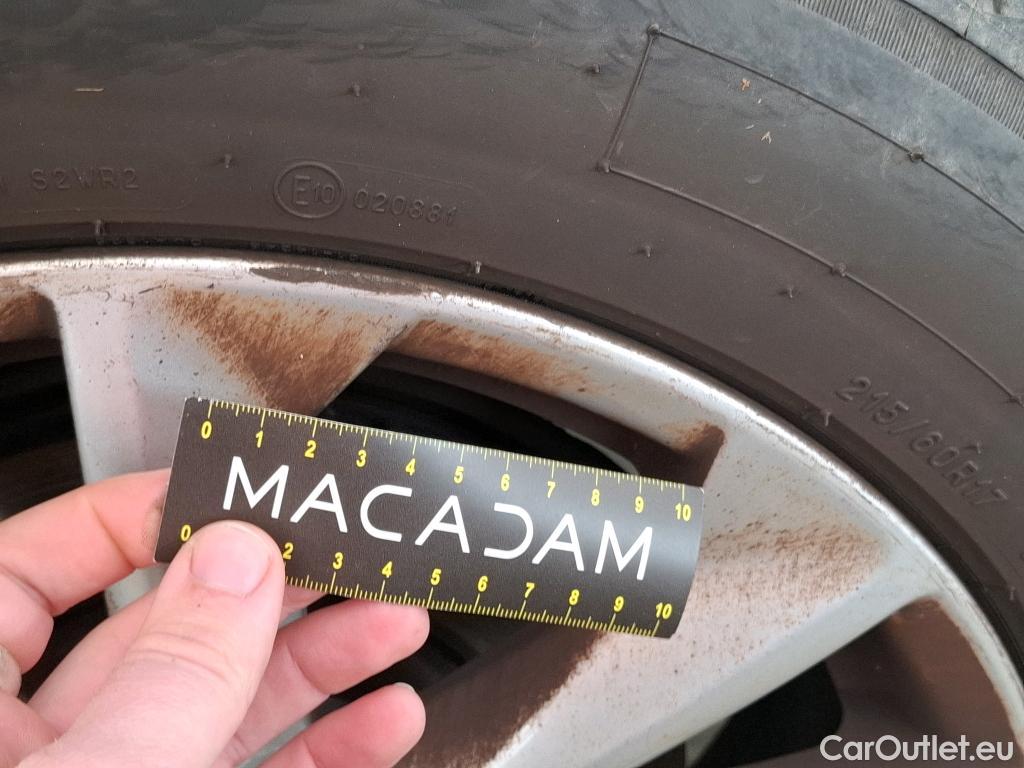 S2WR2
E10 020881
215/60R17
0 1 2 3 4 5 6 7 8 9 10
MACADAM
0 2 3 4 5 6 7 8 9 10
CarOutlet.eu